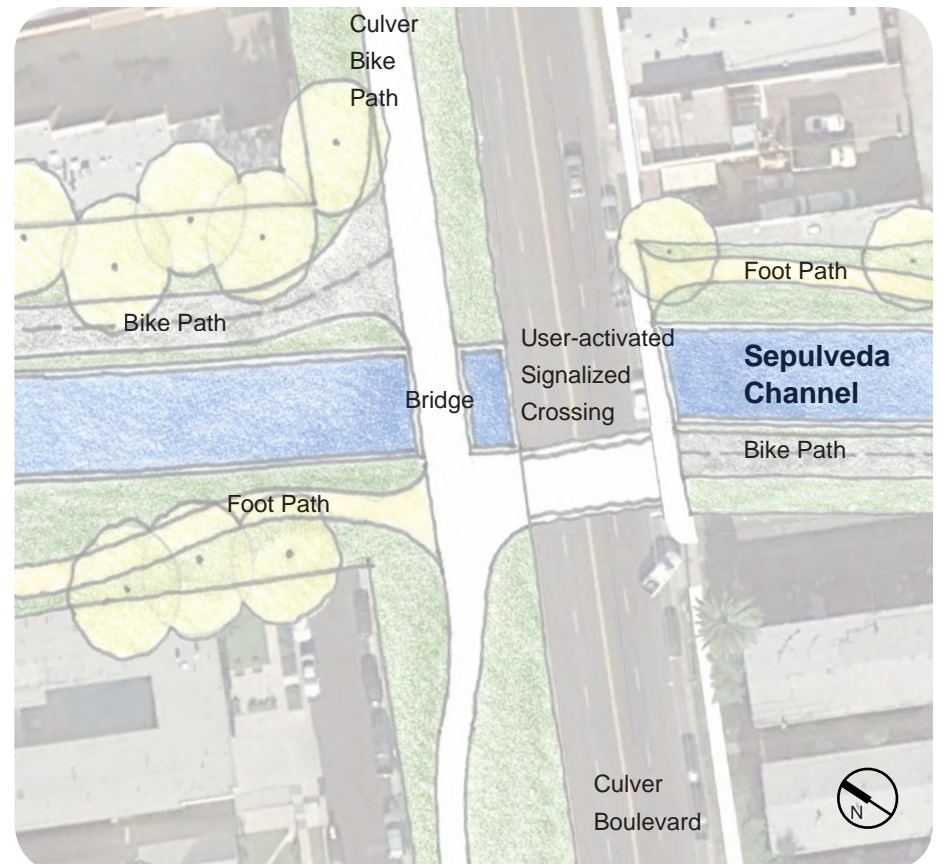 Culver
Bike
Path
Foot Path
Bike Path
User-activated
Signalized
Crossing
Sepulveda
Channel
Bridge
Bike Path
Foot Path
Culver
Boulevard
N